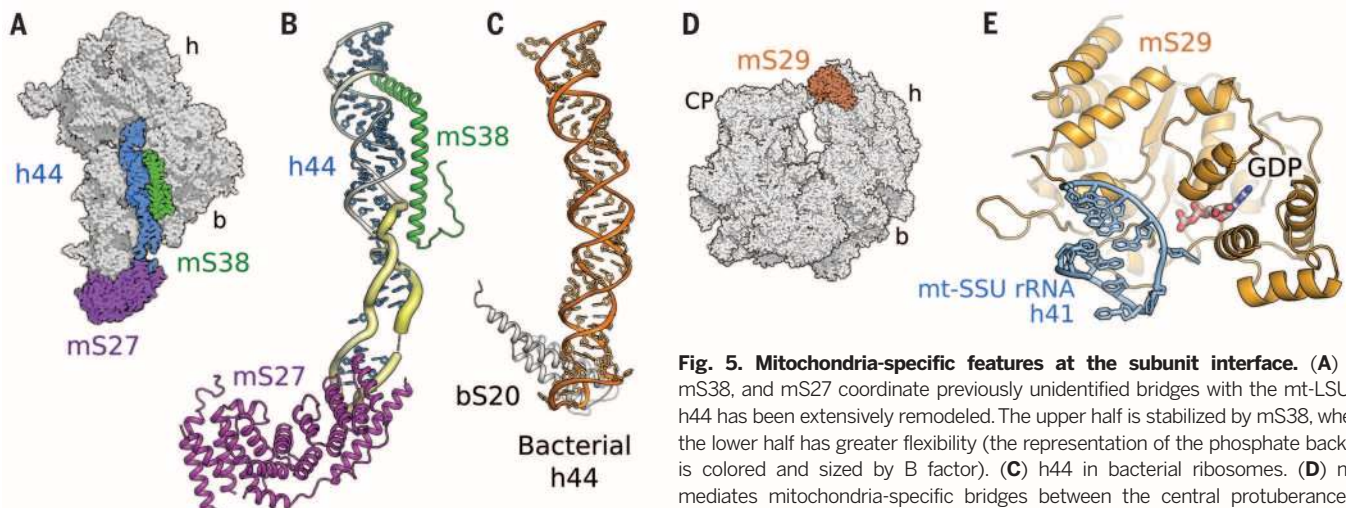 A
h
h44
b
mS38
mS27
B
h44
mS38
mS27
C
bS20
Bacterial
h44
D
mS29
CP
h
b
E
mS29
GDP
mt-SSU rRNA
h41
Fig. 5. Mitochondria-specific features at the subunit interface. (A)
mS38, and mS27 coordinate previously unidentified bridges with the mt-LSU
h44 has been extensively remodeled. The upper half is stabilized by mS38,
the lower half has greater flexibility (the representation of the phosphate
is colored and sized by B factor). (C) h44 in bacterial ribosomes. (D)
mediates mitochondria-specific bridges between the central protuberance